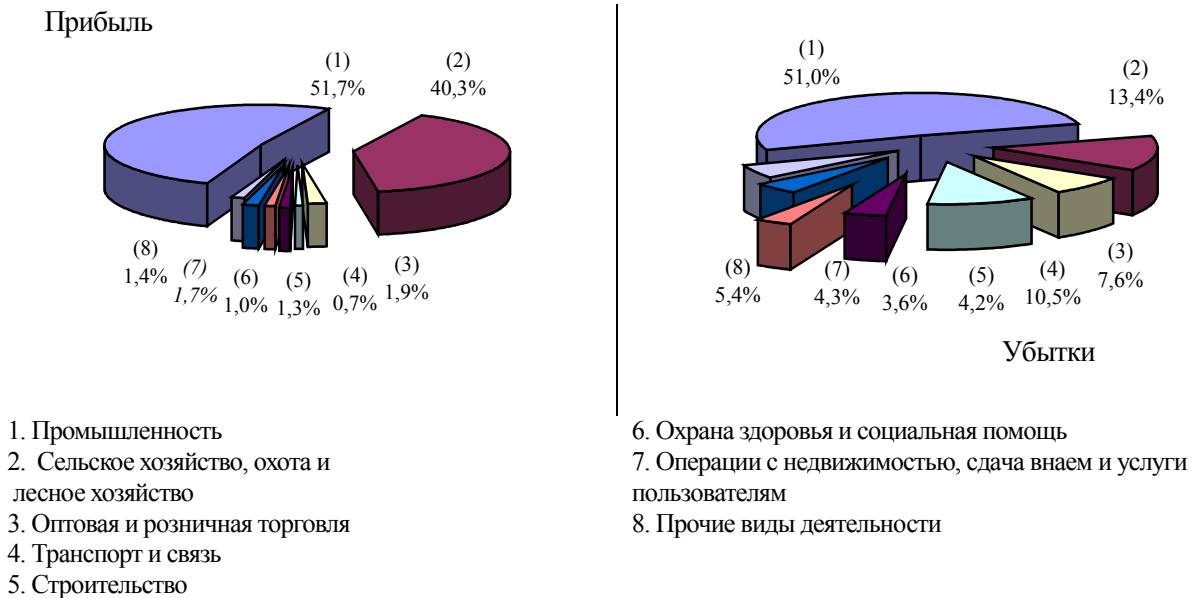 Прибыль
(1)
51,7%
(2)
40,3%
(8)
1,4%
(7)
1,7%
(6)
1,0%
(5)
1,3%
(4)
0,7%
(3)
1,9%
(1)
51,0%
(2)
13,4%
(8)
5,4%
(7)
4,3%
(6)
3,6%
(5)
4,2%
(4)
10,5%
(3)
7,6%
Убытки
1. Промышленность
2. Сельское хозяйство, охота и
лесное хозяйство
3. Оптовая и розничная торговля
4. Транспорт и связь
5. Строительство
6. Охрана здоровья и социальная помощь
7. Операции с недвижимостью, сдача внаем и услуги
пользователям
8. Прочие виды деятельности